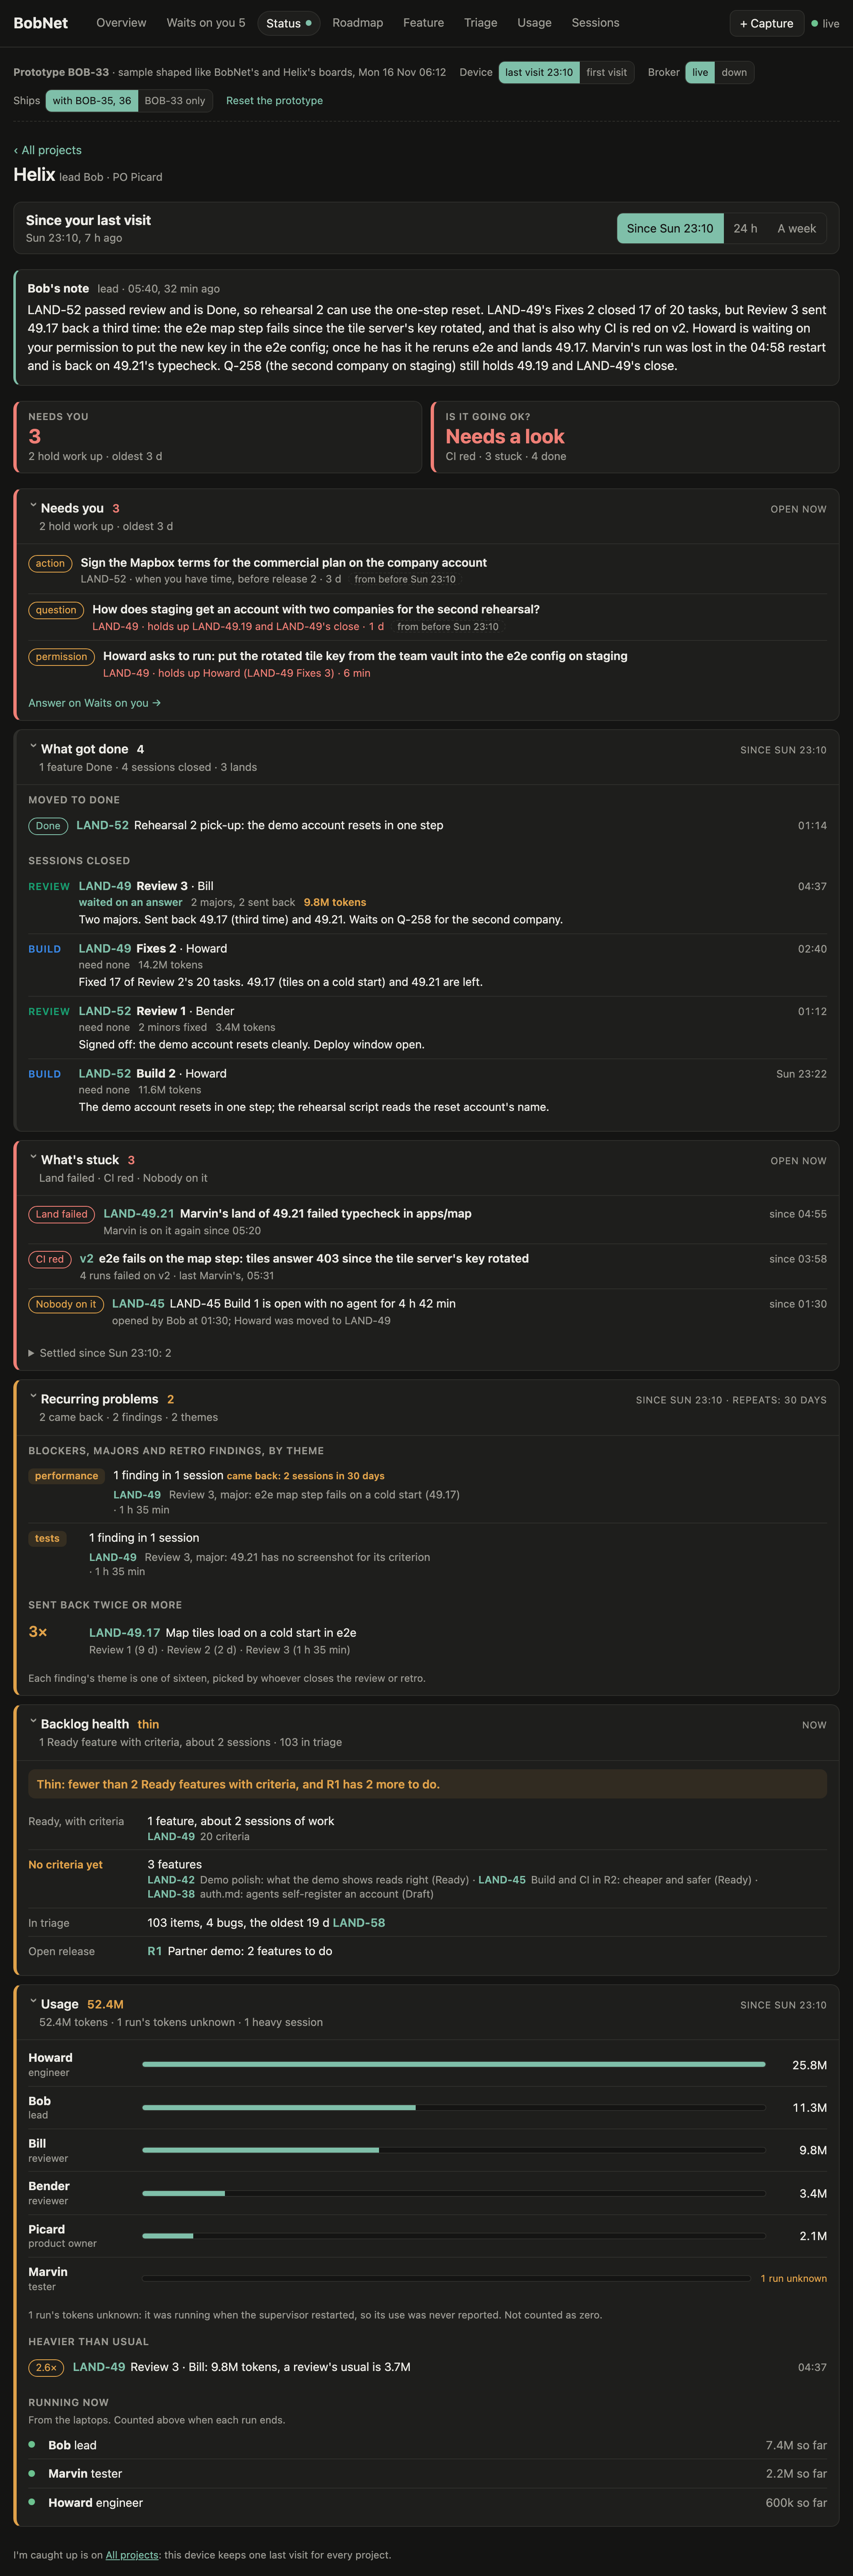 BobNet Overview Waits on you 5 Status Roadmap Feature Triage Usage Sessions + Capture live
Prototype BOB-33 · sample shaped like BobNet's and Helix's boards, Mon 16 Nov 06:12 Device last visit 23:10 first visit Broker live down
Ships with BOB-35, 36 BOB-33 only Reset the prototype
‹ All projects
Helix lead Bob · PO Picard
Since your last visit
Sun 23:10, 7 h ago
Since Sun 23:10 24 h A week
Bob's note lead · 05:40, 32 min ago
LAND-52 passed review and is Done, so rehearsal 2 can use the one-step reset. LAND-49's Fixes 2 closed 17 of 20 tasks, but Review 3 sent
49.17 back a third time: the e2e map step fails since the tile server's key rotated, and that is also why CI is red on v2. Howard is waiting on
your permission to put the new key in the e2e config; once he has it he reruns e2e and lands 49.17. Marvin's run was lost in the 04:58 restart
and is back on 49.21's typecheck. Q-258 (the second company on staging) still holds 49.19 and LAND-49's close.
NEEDS YOU
3
2 hold work up · oldest 3 d
IS IT GOING OK?
Needs a look
CI red · 3 stuck · 4 done
Needs you 3 OPEN NOW
2 hold work up · oldest 3 d
action Sign the Mapbox terms for the commercial plan on the company account
LAND-52 · when you have time, before release 2 · 3 d from before Sun 23:10
question How does staging get an account with two companies for the second rehearsal?
LAND-49 · holds up LAND-49.19 and LAND-49's close · 1 d from before Sun 23:10
permission Howard asks to run: put the rotated tile key from the team vault into the e2e config on staging
LAND-49 · holds up Howard (LAND-49 Fixes 3) · 6 min
Answer on Waits on you →
What got done 4 SINCE SUN 23:10
1 feature Done · 4 sessions closed · 3 lands
MOVED TO DONE
Done LAND-52 Rehearsal 2 pick-up: the demo account resets in one step 01:14
SESSIONS CLOSED
REVIEW LAND-49 Review 3 · Bill 04:37
waited on an answer 2 majors, 2 sent back 9.8M tokens
Two majors. Sent back 49.17 (third time) and 49.21. Waits on Q-258 for the second company.
BUILD LAND-49 Fixes 2 · Howard 02:40
need none 14.2M tokens
Fixed 17 of Review 2's 20 tasks. 49.17 (tiles on a cold start) and 49.21 are left.
REVIEW LAND-52 Review 1 · Bender 01:12
need none 2 minors fixed 3.4M tokens
Signed off: the demo account resets cleanly. Deploy window open.
BUILD LAND-52 Build 2 · Howard Sun 23:22
need none 11.6M tokens
The demo account resets in one step; the rehearsal script reads the reset account's name.
What's stuck 3 OPEN NOW
Land failed · CI red · Nobody on it
Land failed LAND-49.21 Marvin's land of 49.21 failed typecheck in apps/map since 04:55
Marvin is on it again since 05:20
CI red v2 e2e fails on the map step: tiles answer 403 since the tile server's key rotated since 03:58
4 runs failed on v2 · last Marvin's, 05:31
Nobody on it LAND-45 LAND-45 Build 1 is open with no agent for 4 h 42 min since 01:30
opened by Bob at 01:30; Howard was moved to LAND-49
▶ Settled since Sun 23:10: 2
Recurring problems 2 SINCE SUN 23:10 · REPEATS: 30 DAYS
2 came back · 2 findings · 2 themes
BLOCKERS, MAJORS AND RETRO FINDINGS, BY THEME
performance 1 finding in 1 session came back: 2 sessions in 30 days
LAND-49 Review 3, major: e2e map step fails on a cold start (49.17)
· 1 h 35 min
tests 1 finding in 1 session
LAND-49 Review 3, major: 49.21 has no screenshot for its criterion
· 1 h 35 min
SENT BACK TWICE OR MORE
3× LAND-49.17 Map tiles load on a cold start in e2e
Review 1 (9 d) · Review 2 (2 d) · Review 3 (1 h 35 min)
Each finding's theme is one of sixteen, picked by whoever closes the review or retro.
Backlog health thin NOW
1 Ready feature with criteria, about 2 sessions · 103 in triage
Thin: fewer than 2 Ready features with criteria, and R1 has 2 more to do.
Ready, with criteria 1 feature, about 2 sessions of work
LAND-49 20 criteria
No criteria yet 3 features
LAND-42 Demo polish: what the demo shows reads right (Ready) · LAND-45 Build and CI in R2: cheaper and safer (Ready) ·
LAND-38 auth.md: agents self-register an account (Draft)
In triage 103 items, 4 bugs, the oldest 19 d LAND-58
Open release R1 Partner demo: 2 features to do
Usage 52.4M SINCE SUN 23:10
52.4M tokens · 1 run's tokens unknown · 1 heavy session
Howard 25.8M
engineer
Bob 11.3M
lead
Bill 9.8M
reviewer
Bender 3.4M
reviewer
Picard 2.1M
product owner
Marvin 1 run unknown
tester
1 run's tokens unknown: it was running when the supervisor restarted, so its use was never reported. Not counted as zero.
HEAVIER THAN USUAL
2.6× LAND-49 Review 3 · Bill: 9.8M tokens, a review's usual is 3.7M 04:37
RUNNING NOW
From the laptops. Counted above when each run ends.
Bob lead 7.4M so far
Marvin tester 2.2M so far
Howard engineer 600k so far
I'm caught up is on All projects: this device keeps one last visit for every project.